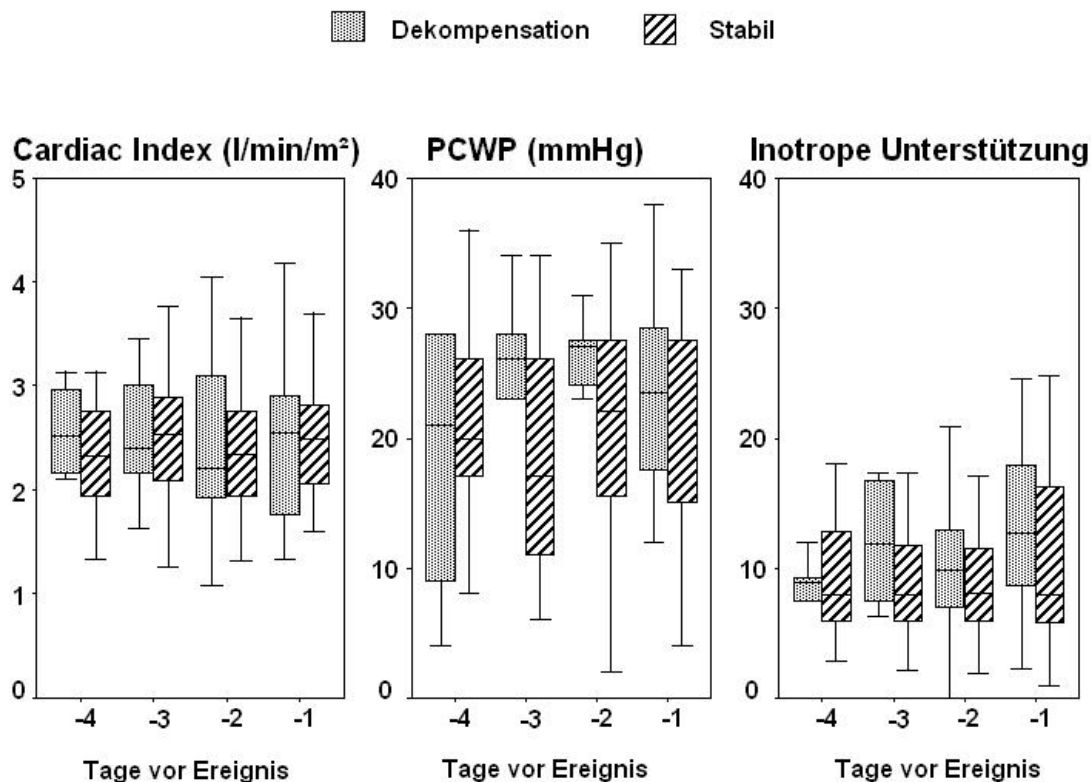 Dekompensation Stabil
Cardiac Index (l/min/m²) PCWP (mmHg) Inotrope Unterstützung
5 40 40
4
30 30
3
20 20
2
10 10
1
0 0 0
-4 -3 -2 -1 -4 -3 -2 -1 -4 -3 -2 -1
Tage vor Ereignis Tage vor Ereignis Tage vor Ereignis